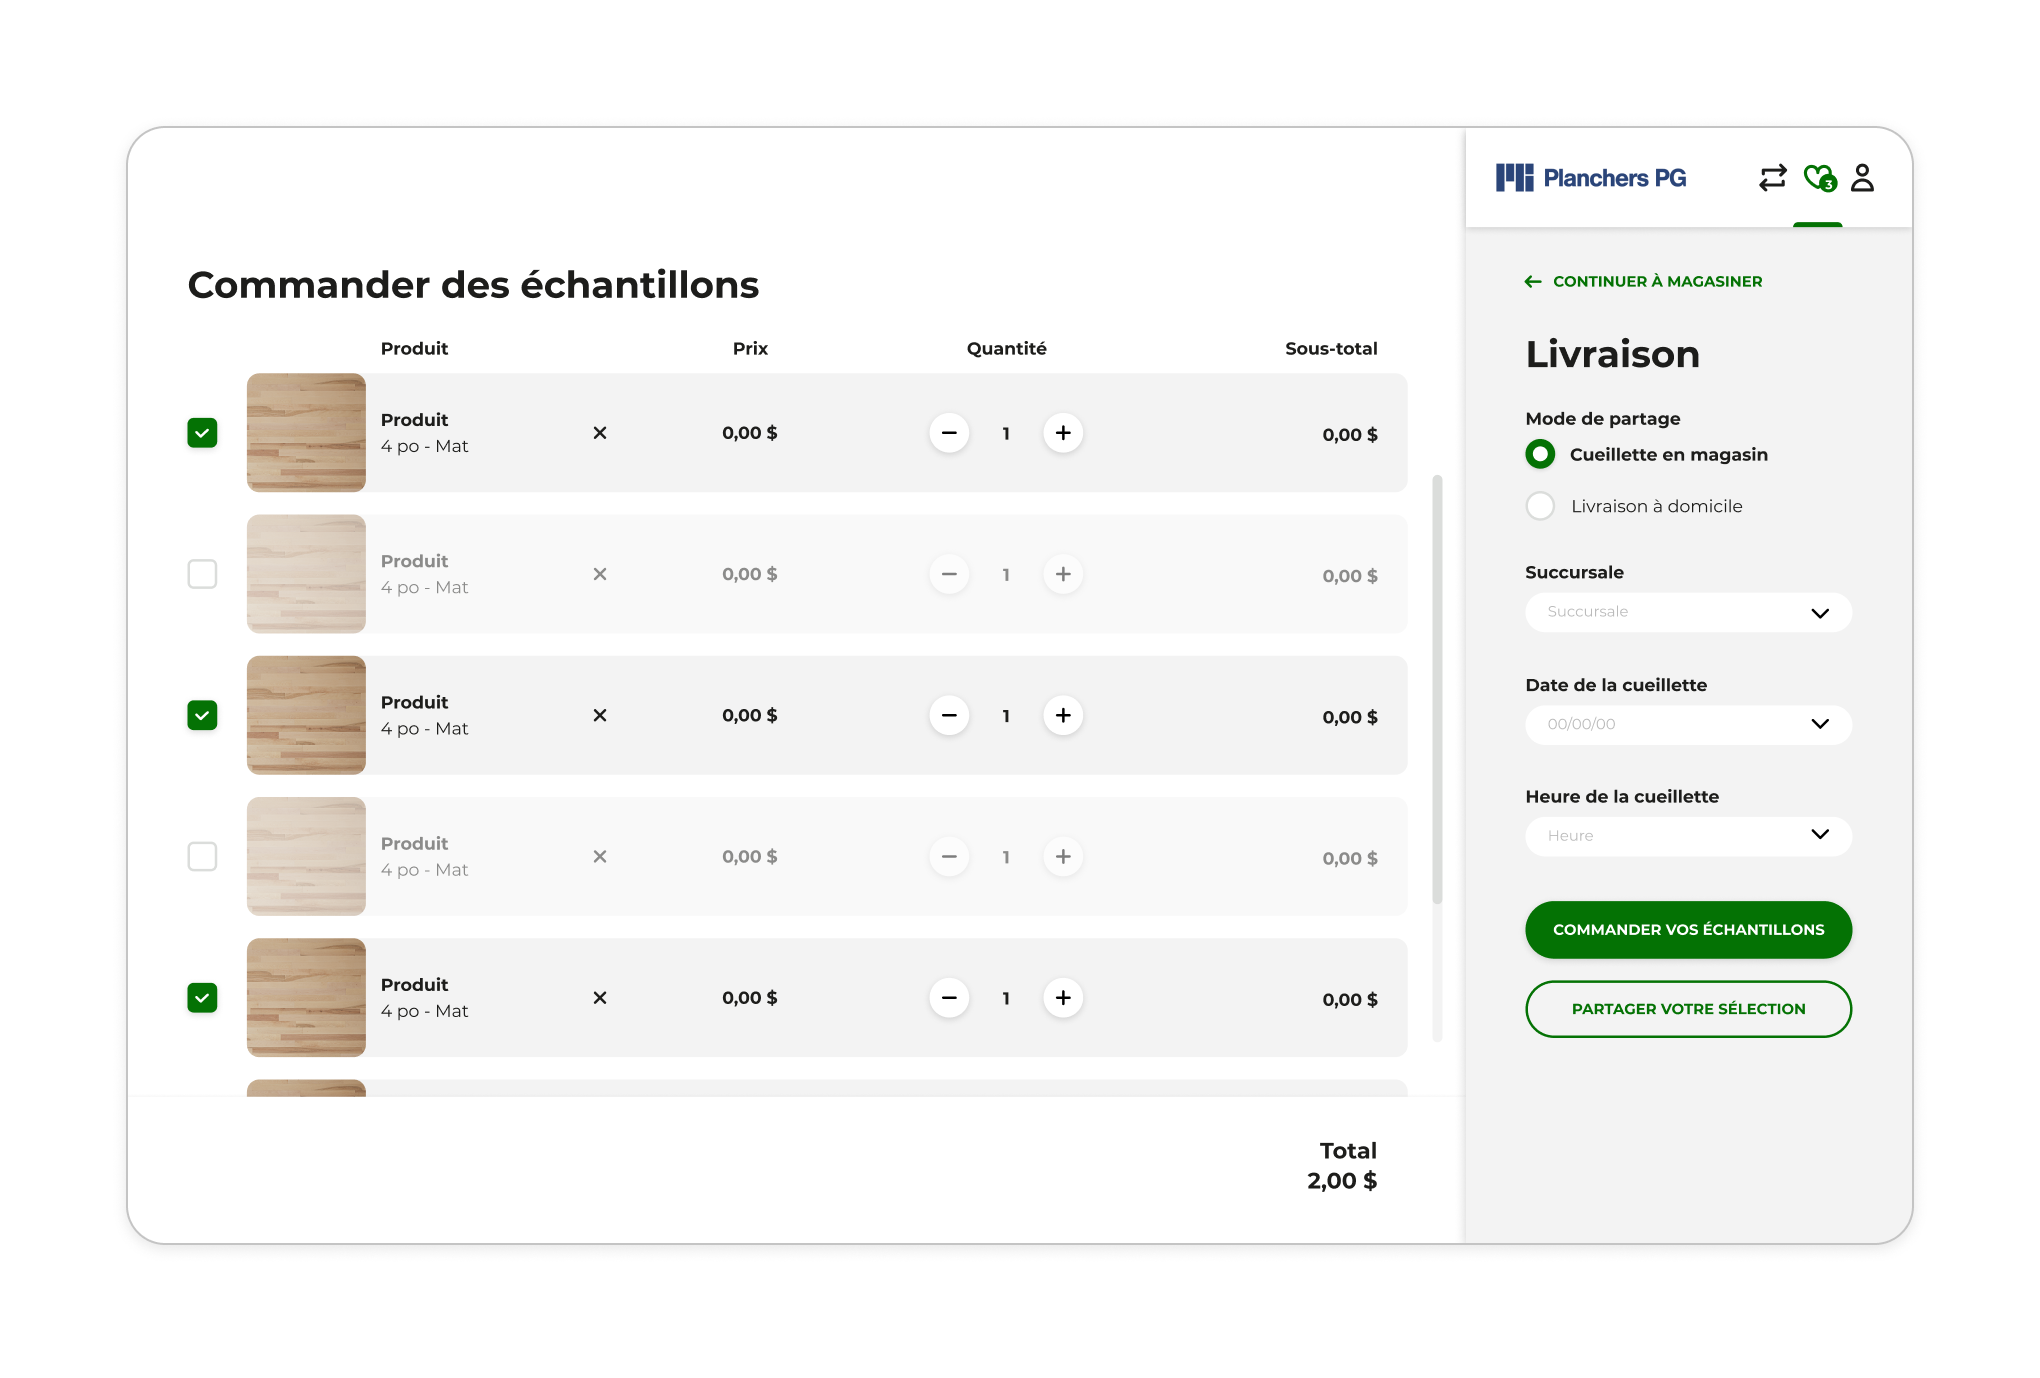 Planchers PG
3
Commander des échantillons
Produit Prix Quantité Sous-total
Produit
4 po - Mat
0,00 $ 1 0,00 $
Produit
4 po - Mat
0,00 $ 1 0,00 $
Produit
4 po - Mat
0,00 $ 1 0,00 $
Produit
4 po - Mat
0,00 $ 1 0,00 $
Produit
4 po - Mat
0,00 $ 1 0,00 $
Total
2,00 $
CONTINUER À MAGASINER
Livraison
Mode de partage
Cueillette en magasin
Livraison à domicile
Succursale
Succursale
Date de la cueillette
00/00/00
Heure de la cueillette
Heure
COMMANDER VOS ÉCHANTILLONS
PARTAGER VOTRE SÉLECTION